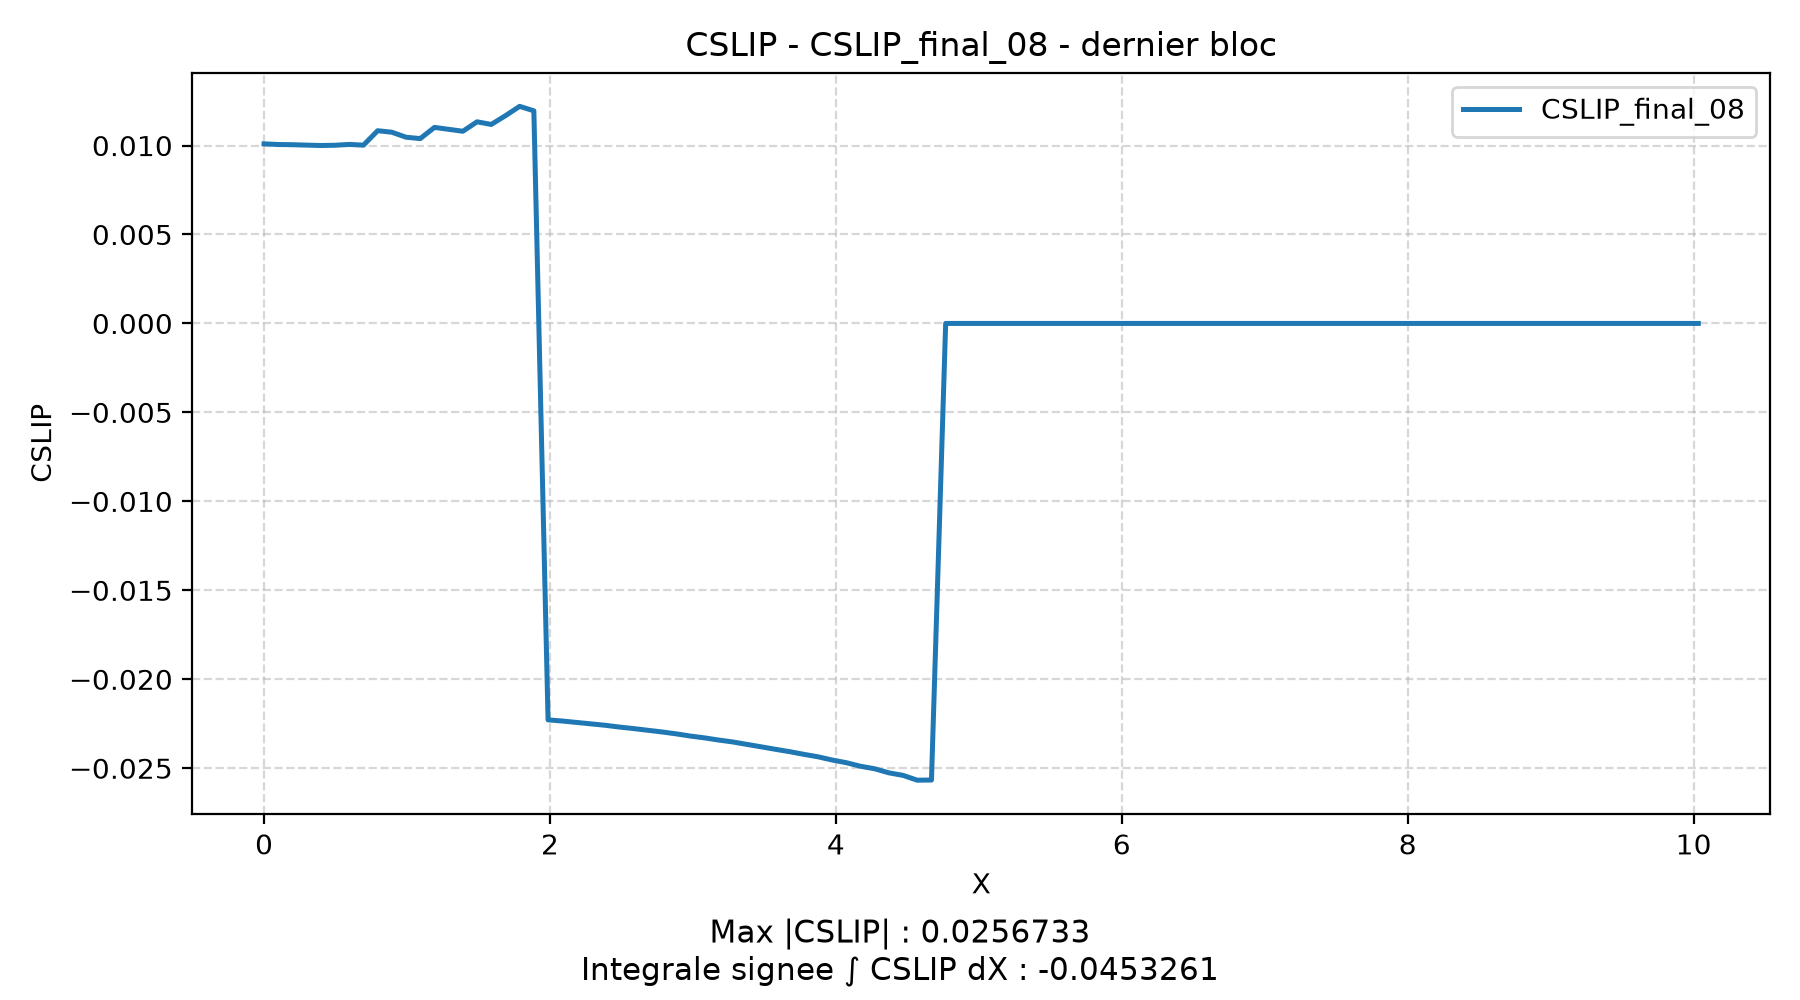 CSLIP - CSLIP_final_08 - dernier bloc
CSLIP_final_08
0.010
0.005
0.000
−0.005
−0.010
−0.015
−0.020
−0.025
CSLIP
0 2 4 6 8 10
X
Max |CSLIP| : 0.0256733
Integrale signee ∫ CSLIP dX : -0.0453261